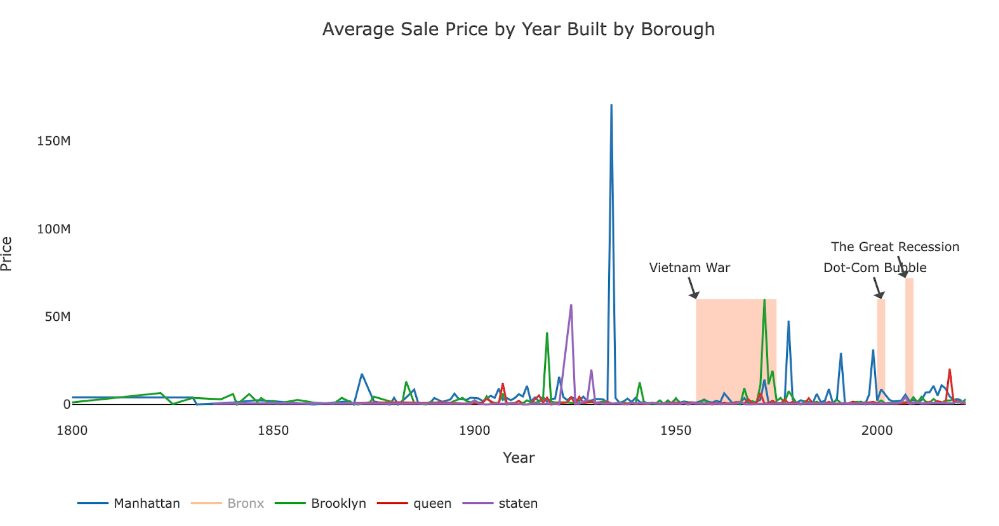 Average Sale Price by Year Built by Borough
150M
100M
50M
0
Price
The Great Recession
Vietnam War
Dot-Com Bubble
1800
1850
1900
1950
2000
Year
Manhattan
Bronx
Brooklyn
queen
staten